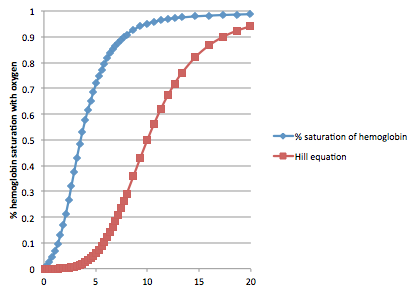 % hemoglobin saturation with oxygen
1
0.9
0.8
0.7
0.6
0.5
0.4
0.3
0.2
0.1
0
0 5 10 15 20
% saturation of hemoglobin
Hill equation